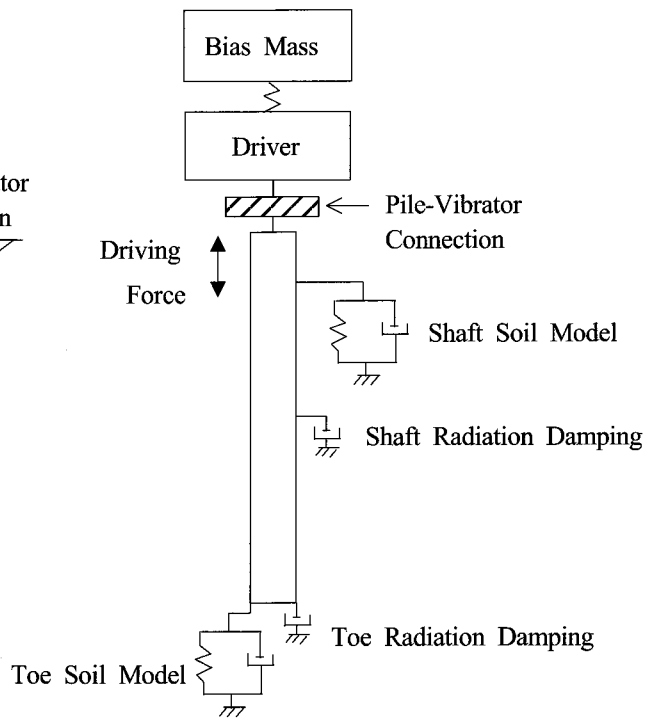 Bias Mass
Driver
tor
n
Pile-Vibrator
Connection
Driving
Force
Shaft Soil Model
Shaft Radiation Damping
Toe Radiation Damping
Toe Soil Model